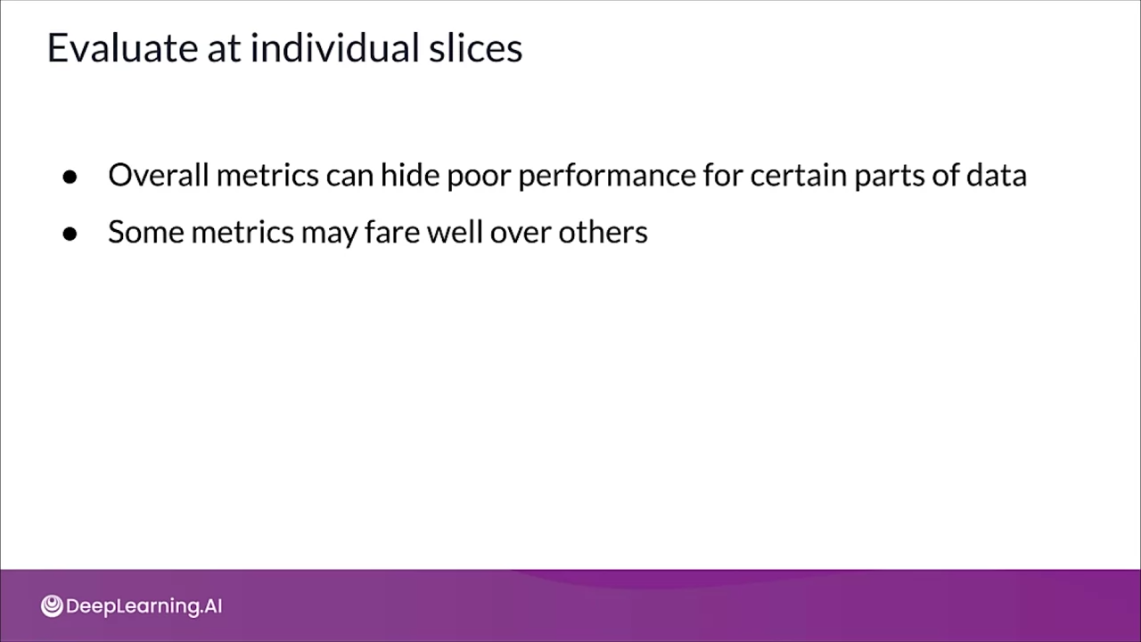 Evaluate at individual slices
● Overall metrics can hide poor performance for certain parts of data
● Some metrics may fare well over others
DeepLearning.AI